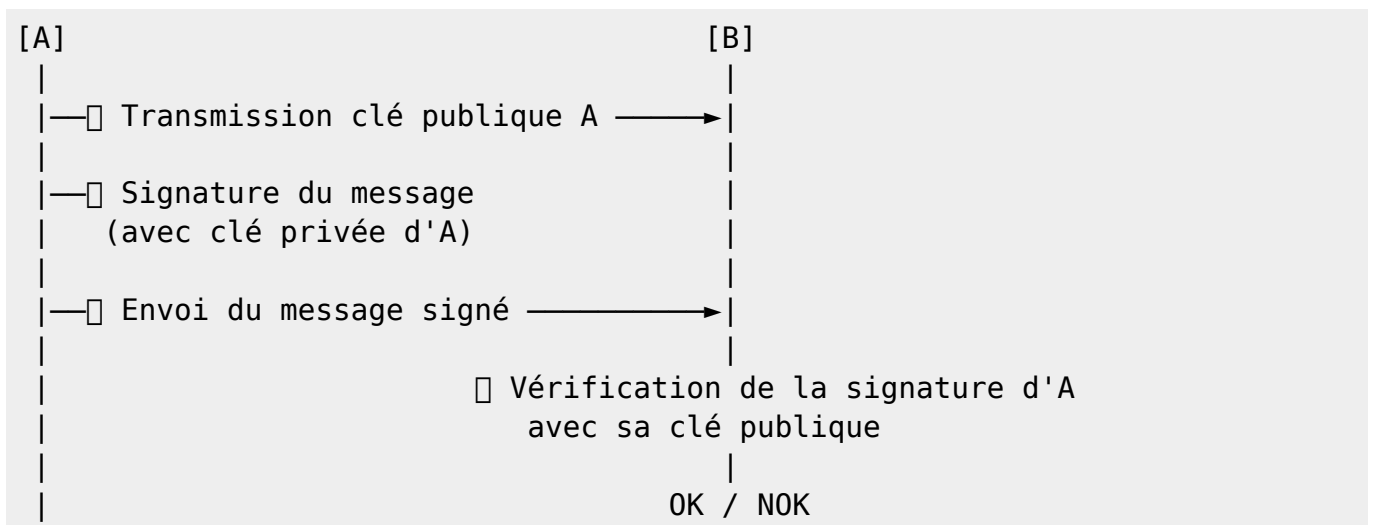 [A] [B]
|──▯ Transmission clé publique A ─────►|
|──▯ Signature du message
(avec clé privée d'A)
|──▯ Envoi du message signé ──────────►|
▯ Vérification de la signature d'A
avec sa clé publique
OK / NOK